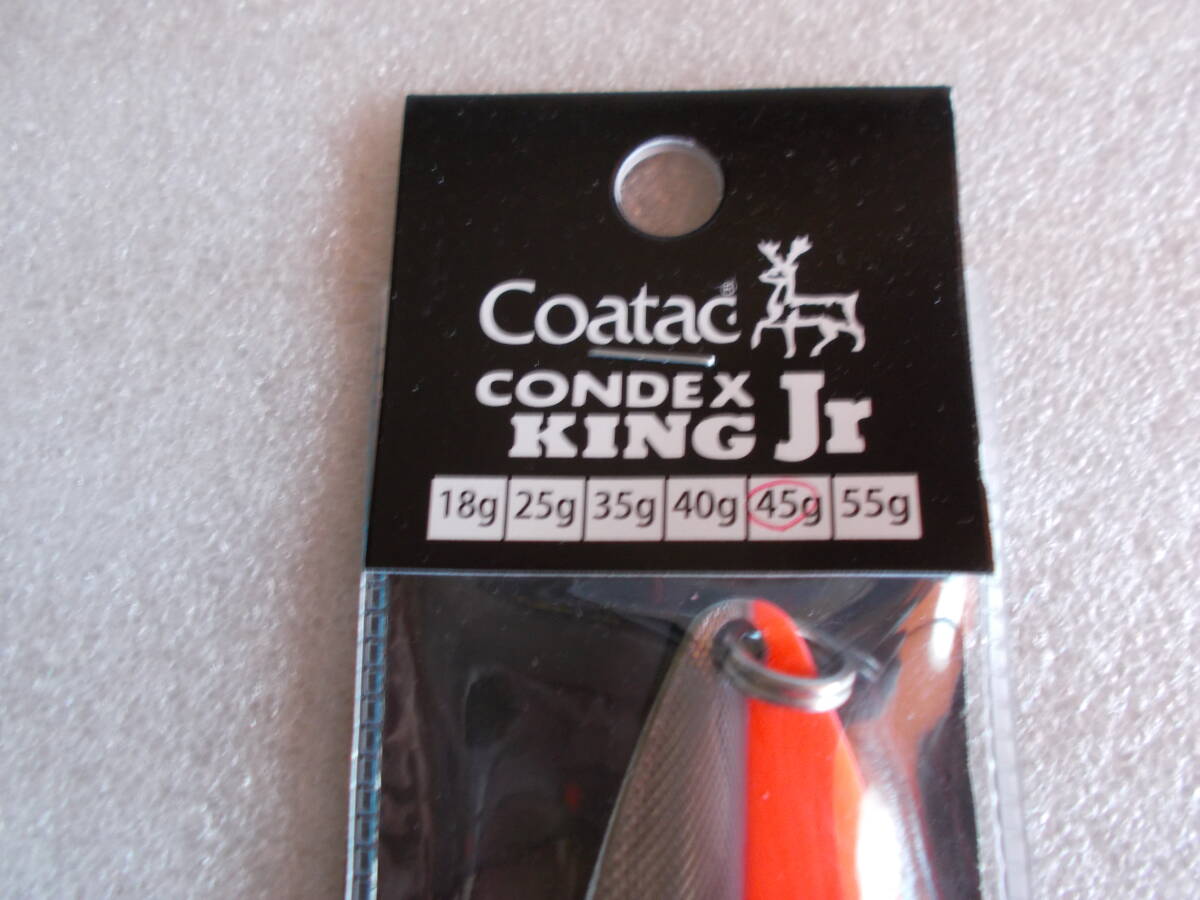 Coatac®
CONDEX
KING Jr
18g 25g 35g 40g 45g 55g